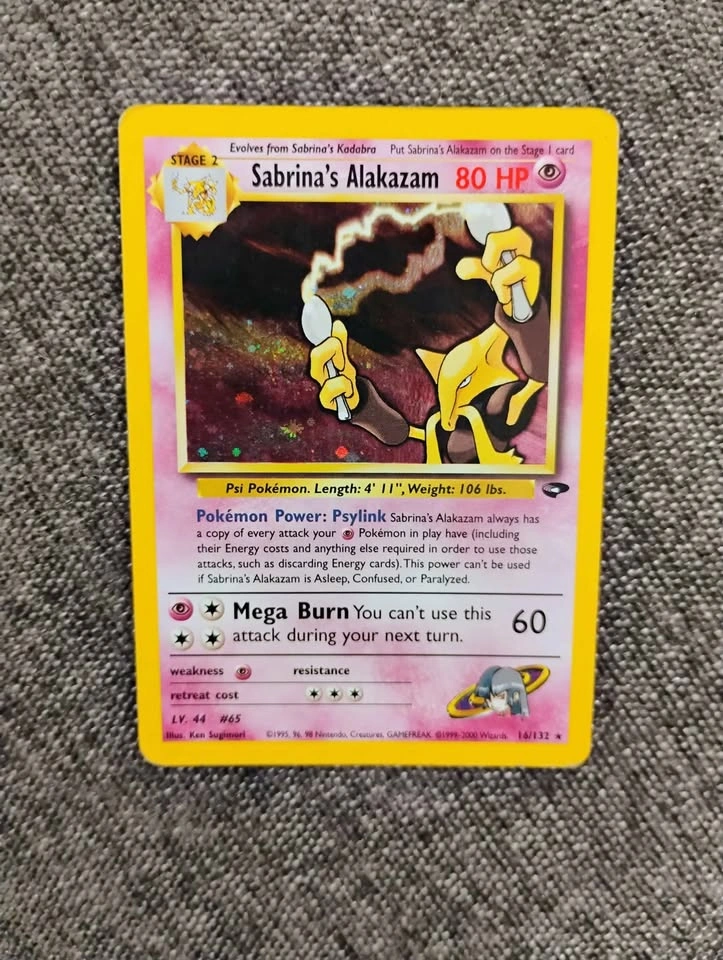 Evolves from Sabrina's Kadabra Put Sabrina's Alakazam on the Stage 1 card
STAGE 2
Sabrina's Alakazam 80 HP
Psi Pokémon. Length: 4' 11", Weight: 106 lbs.
Pokémon Power: Psylink Sabrina's Alakazam always has
a copy of every attack your Pokémon in play have (including
their Energy costs and anything else required in order to use those
attacks, such as discarding Energy cards). This power can't be used
if Sabrina's Alakazam is Asleep, Confused, or Paralyzed.
Mega Burn You can't use this 60
attack during your next turn.
weakness resistance
retreat cost
LV. 44 #65
Illus. Ken Sugimori ©1995, 96, 98 Nintendo, Creatures, GAMEFREAK. ©1999-2000 Wizards. 16/132 ★